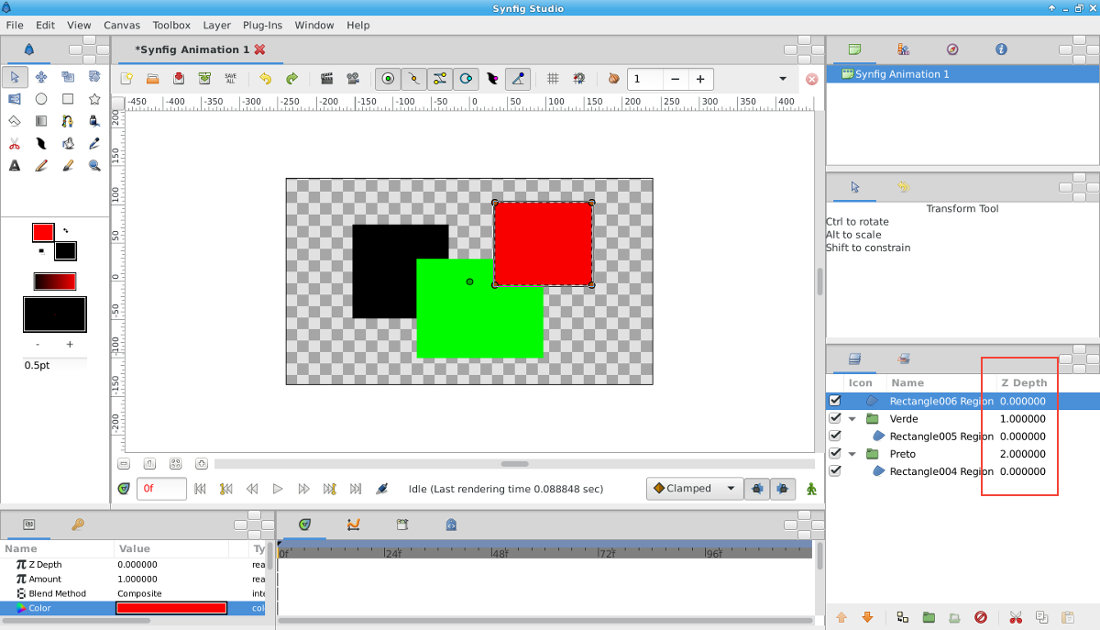 Synfig Studio
File Edit View Canvas Toolbox Layer Plug-Ins Window Help
*Synfig Animation 1
SAVE ALL
1
-450 -400 -350 -300 -250 -200 -150 -100 -50 0 50 100 150 200 250 300 350 400
200
150
100
50
0
-50
-100
-150
-200
- +
0.5pt
0f
Idle (Last rendering time 0.088848 sec)
Clamped
Synfig Animation 1
Transform Tool
Ctrl to rotate
Alt to scale
Shift to constrain
Icon Name Z Depth
Rectangle006 Region 0.000000
Verde 1.000000
Rectangle005 Region 0.000000
Preto 2.000000
Rectangle004 Region 0.000000
Name Value Ty
π Z Depth 0.000000 rea
π Amount 1.000000 rea
Blend Method Composite inte
Color col
0f 24f 48f 72f 96f